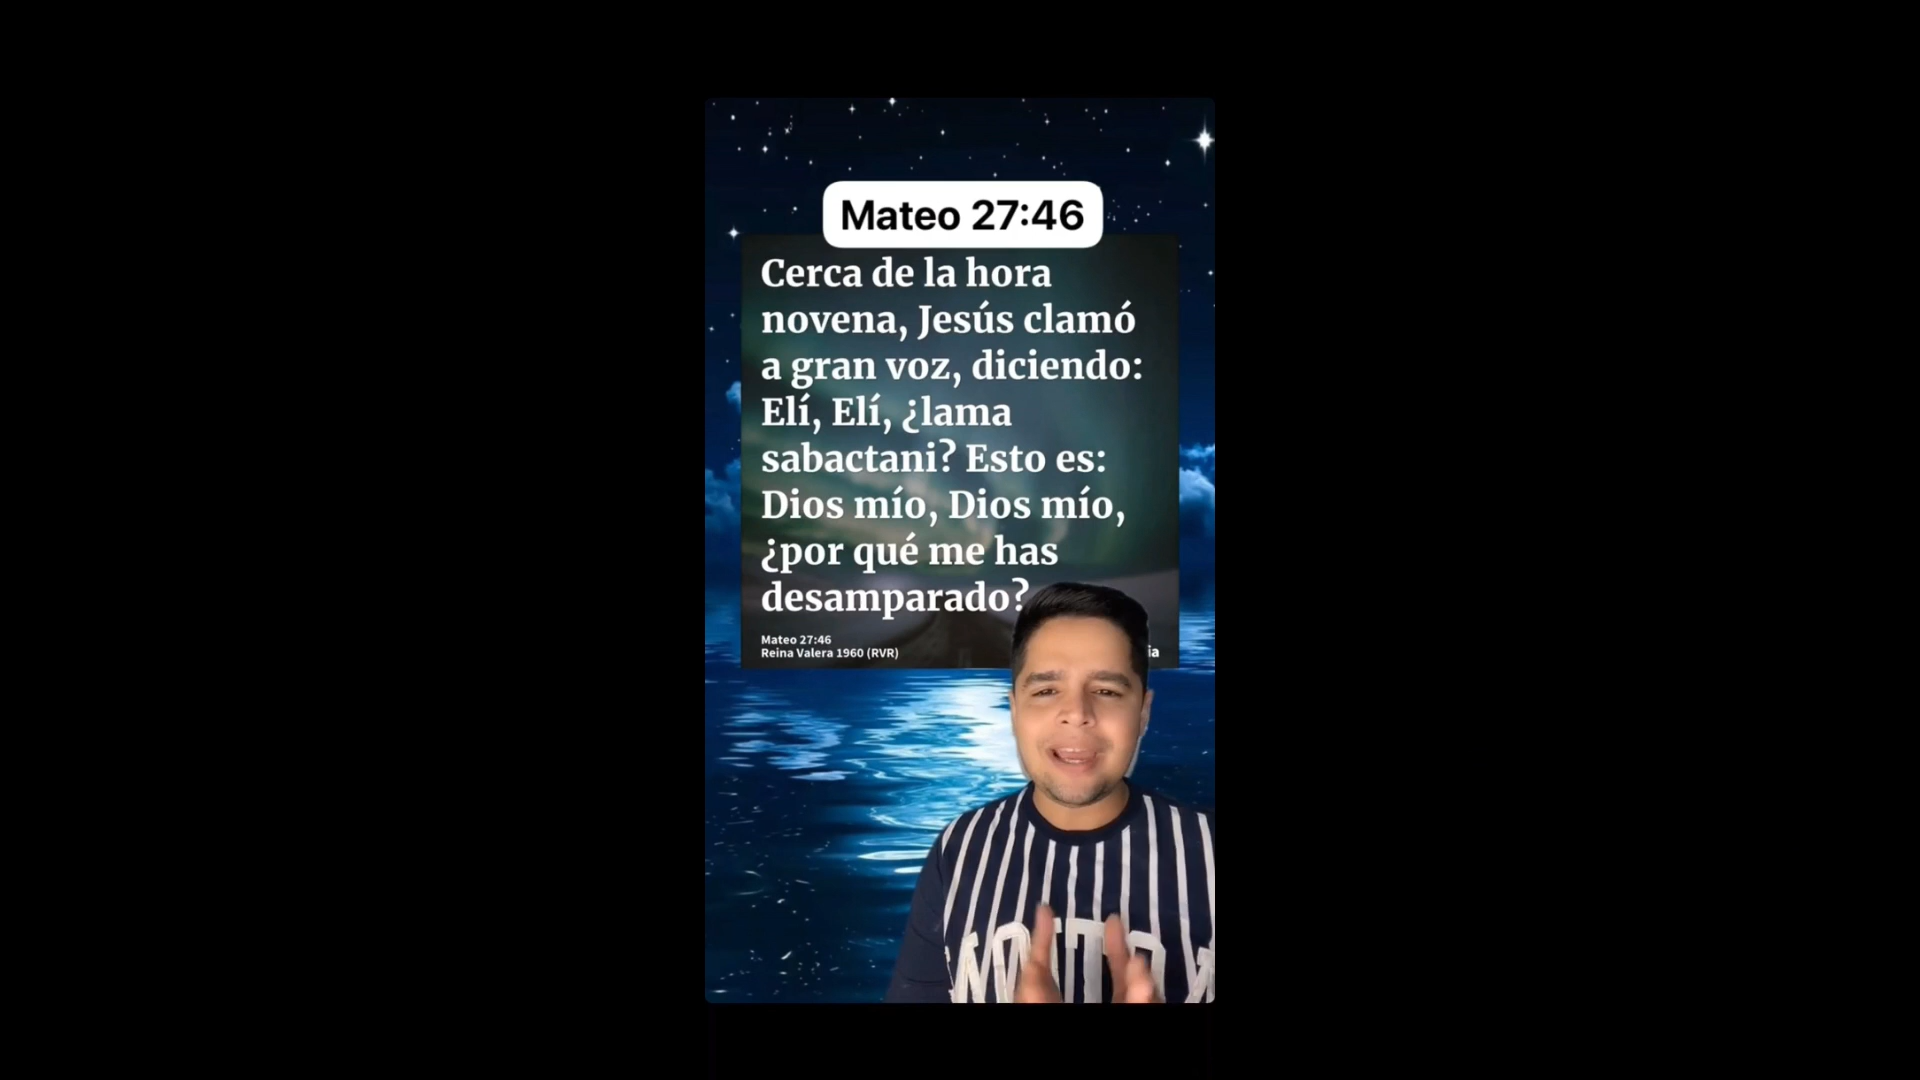 Mateo 27:46
Cerca de la hora
novena, Jesús clamó
a gran voz, diciendo:
Elí, Elí, ¿lama
sabactani? Esto es:
Dios mío, Dios mío,
¿por qué me has
desamparado?
Mateo 27:46
Reina Valera 1960 (RVR)